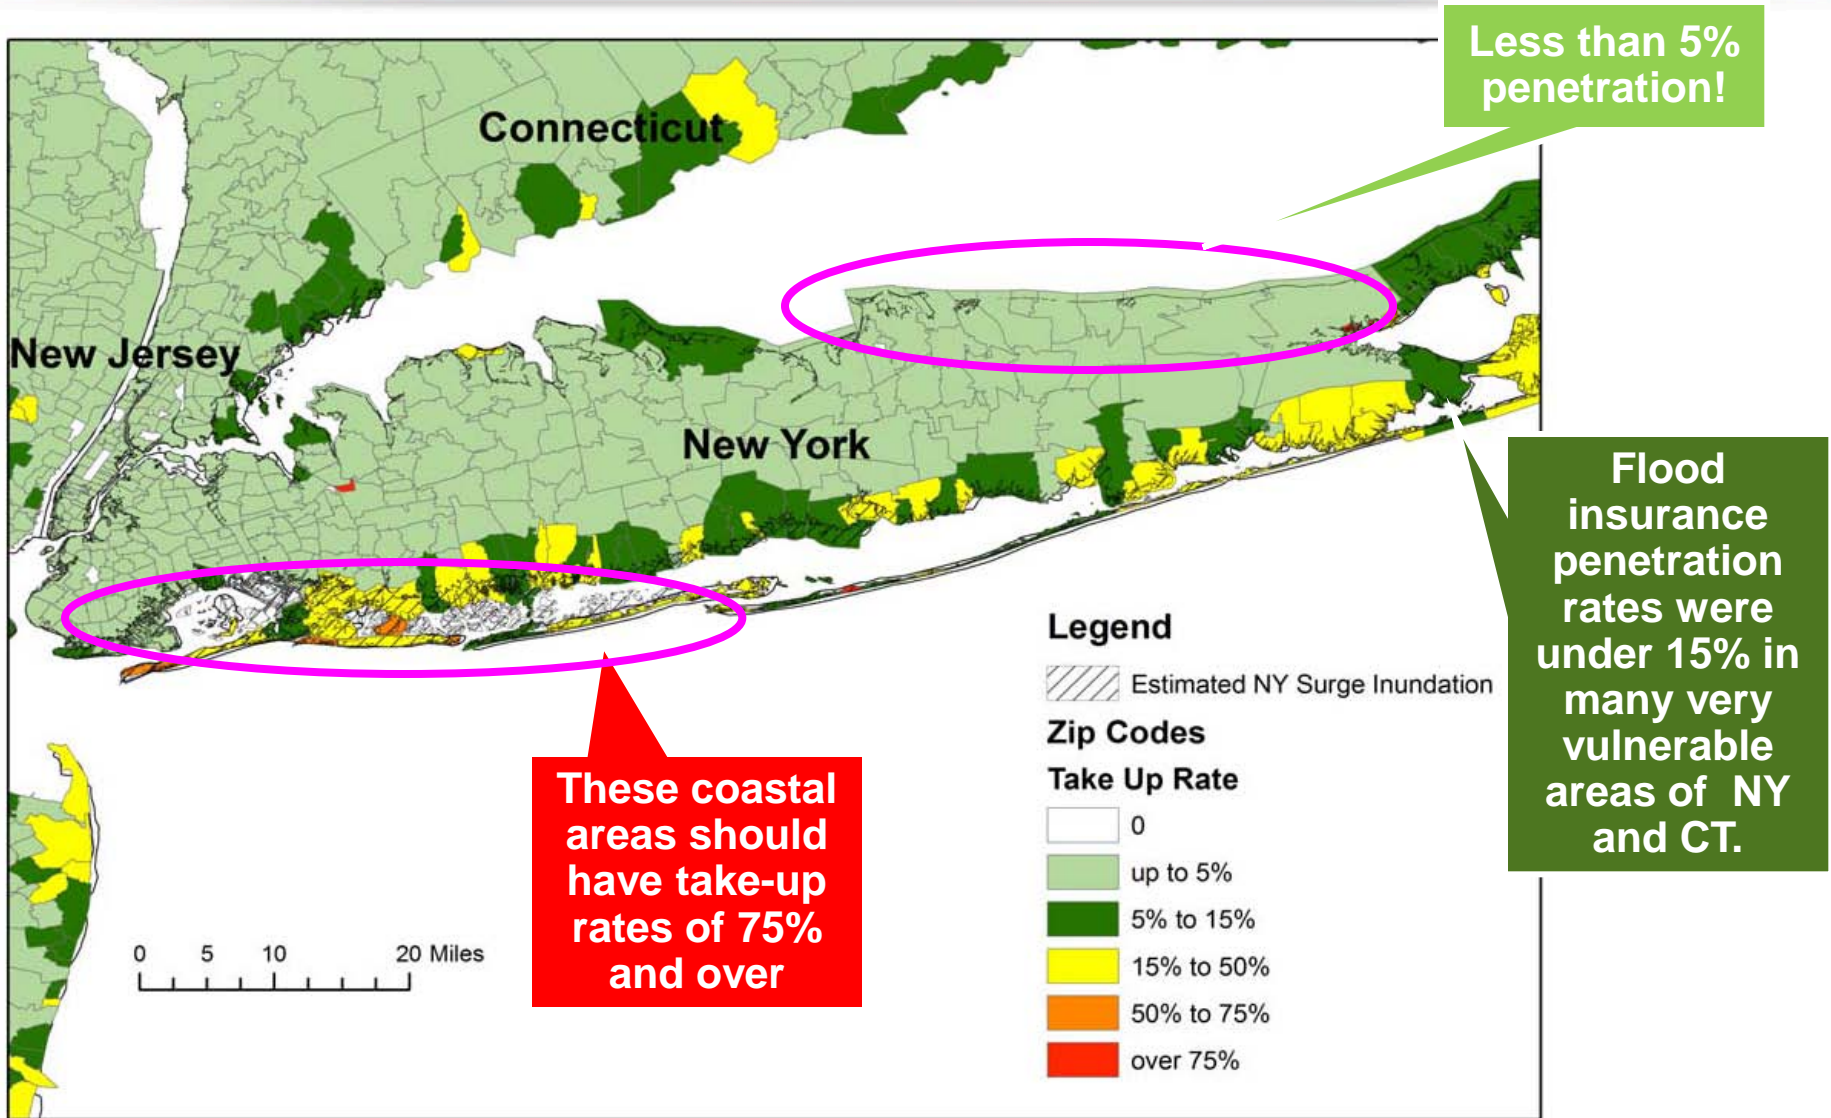 Less than 5%
penetration!
Connecticut
New Jersey
New York
Flood
insurance
penetration
rates were
under 15% in
many very
vulnerable
areas of NY
and CT.
These coastal
areas should
have take-up
rates of 75%
and over
0 5 10 20 Miles
Legend
Estimated NY Surge Inundation
Zip Codes
Take Up Rate
0
up to 5%
5% to 15%
15% to 50%
50% to 75%
over 75%